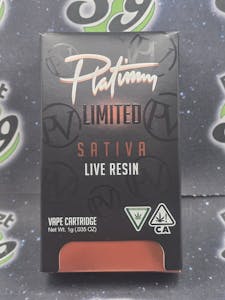 Platinum
LIMITED
SATIVA
LIVE RESIN
VAPE CARTRIDGE
Net Wt. 1g (.035 OZ)
CA